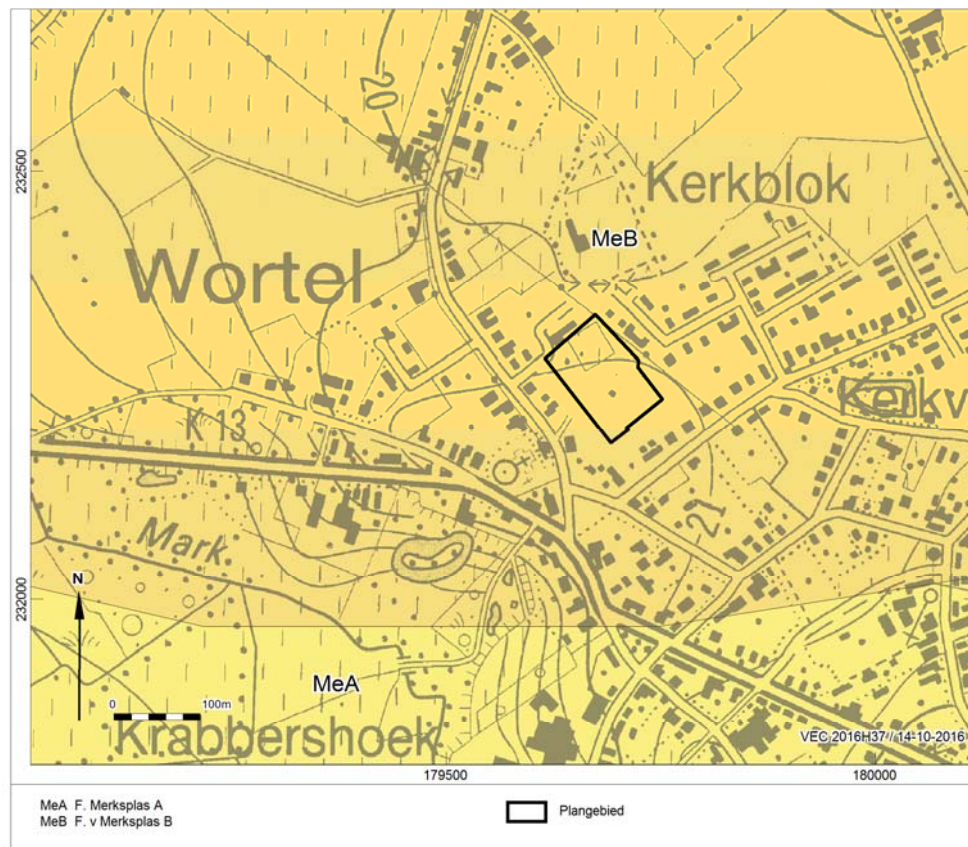 20
232500
Kerkblok
MeB
Wortel
Kerkv
K 13
21
Mark
N
232000
MeA
0 100m
Krabbershoek
VEC 2016H37 / 14-10-2016
179500 180000
MeA F. Merksplas A
MeB F. v Merksplas B
Plangebied